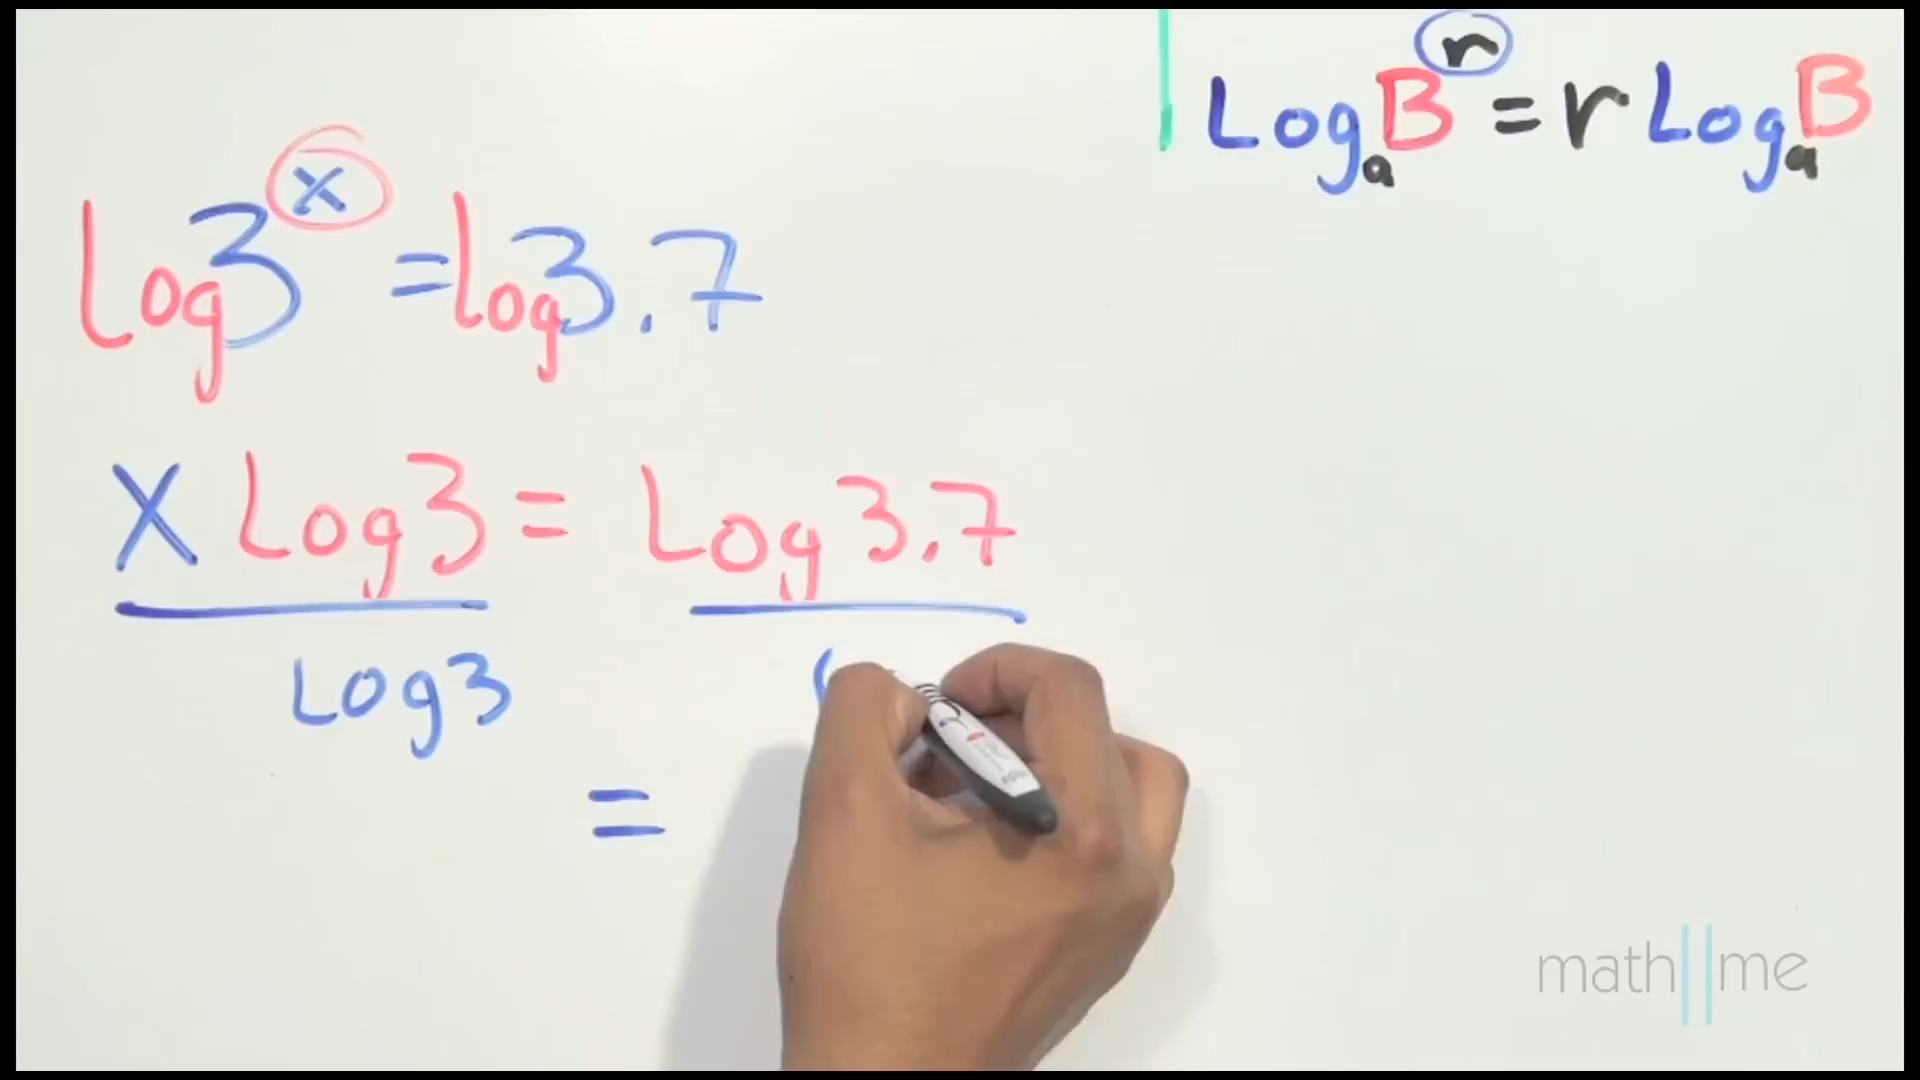 Log_a B^r = r Log_a B
log 3^x = log 3.7
x Log 3 = Log 3.7
Log 3
=
math me